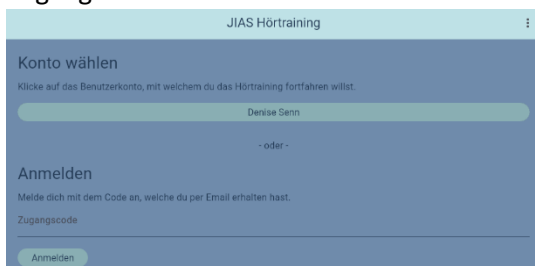 JIAS Hörtraining
Konto wählen
Klicke auf das Benutzerkonto, mit welchem du das Hörtraining fortfahren willst.
Denise Senn
- oder -
Anmelden
Melde dich mit dem Code an, welche du per Email erhalten hast.
Zugangscode
Anmelden